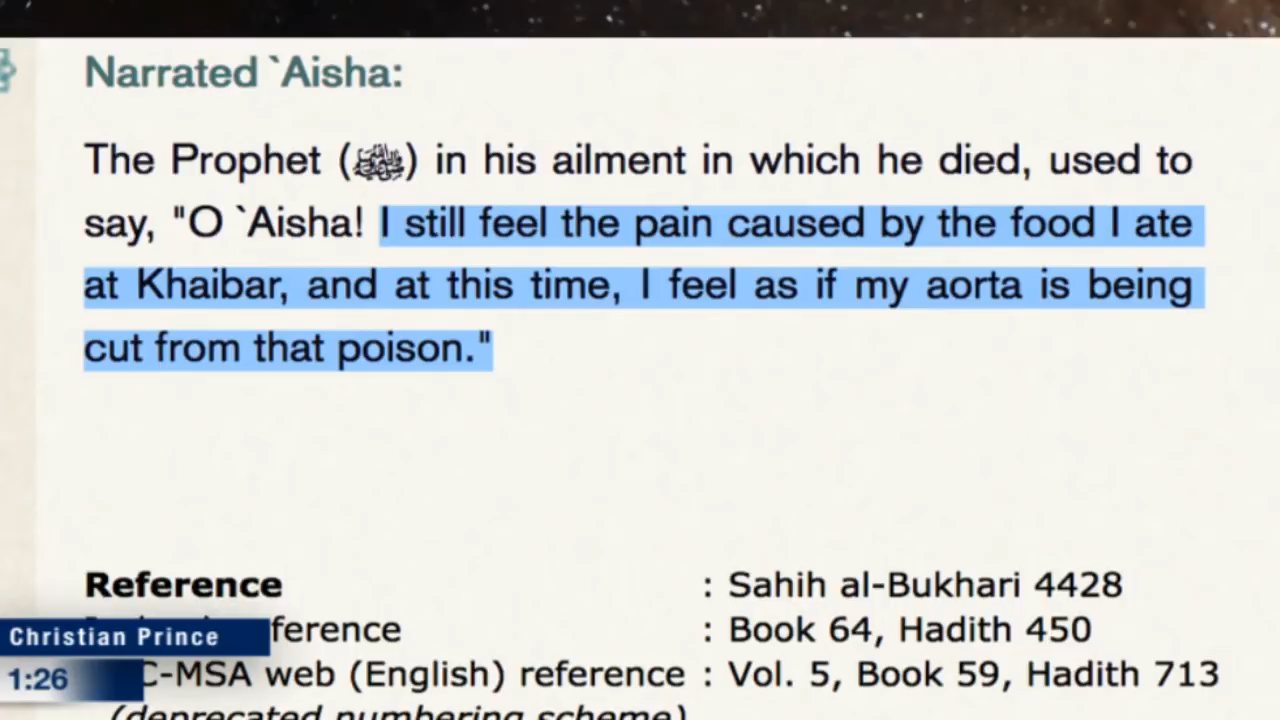 Narrated `Aisha:
The Prophet (ﷺ) in his ailment in which he died, used to
say, "O `Aisha! I still feel the pain caused by the food I ate
at Khaibar, and at this time, I feel as if my aorta is being
cut from that poison."
Reference : Sahih al-Bukhari 4428
ference : Book 64, Hadith 450
Christian Prince
C-MSA web (English) reference : Vol. 5, Book 59, Hadith 713
1:26
(deprecated numbering scheme)